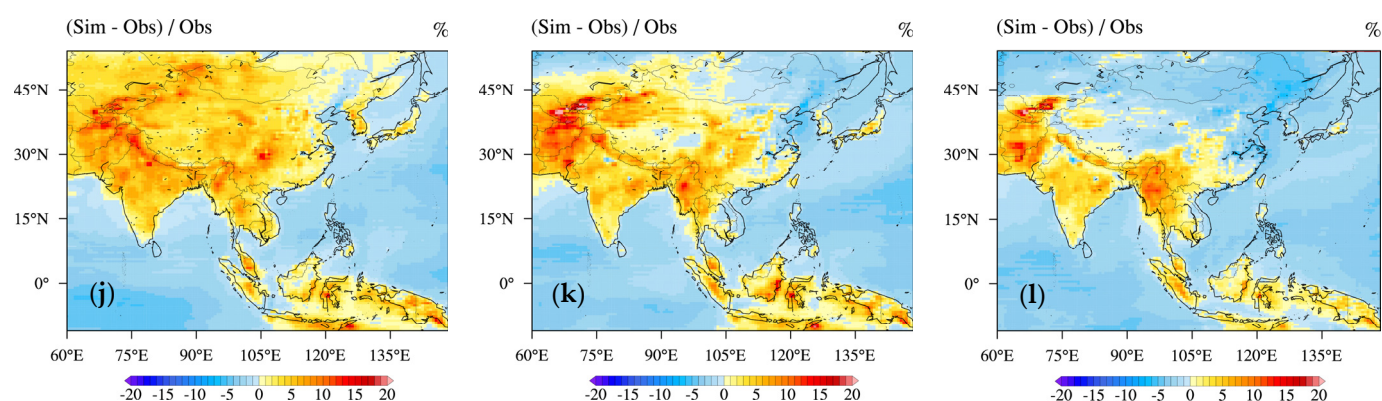 (Sim - Obs) / Obs % (Sim - Obs) / Obs % (Sim - Obs) / Obs %
45°N 45°N 45°N
30°N 30°N 30°N
15°N 15°N 15°N
0° 0° 0°
(j) (k) (l)
60°E 75°E 90°E 105°E 120°E 135°E 60°E 75°E 90°E 105°E 120°E 135°E 60°E 75°E 90°E 105°E 120°E 135°E
-20 -15 -10 -5 0 5 10 15 20 -20 -15 -10 -5 0 5 10 15 20 -20 -15 -10 -5 0 5 10 15 20